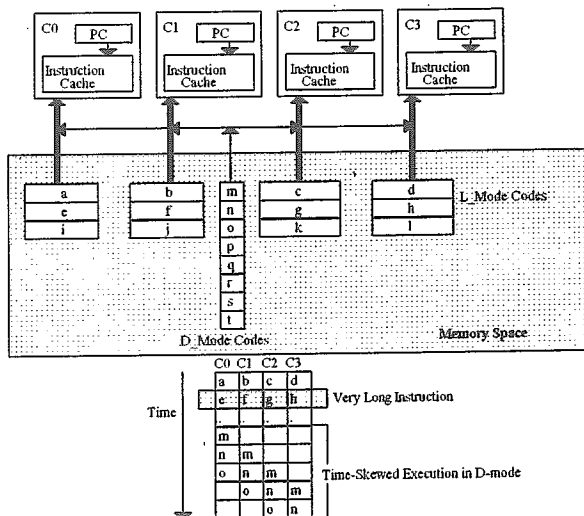 C0 C1 C2 C3
PC PC PC PC
Instruction Cache Instruction Cache Instruction Cache Instruction Cache
a b m c d
L_Mode Codes
e f n g h
i j o k l
p
q
r
s
t
D_Mode Codes
Memory Space
C0 C1 C2 C3
a b c d
Time
e f g h
Very Long Instruction
. . . .
m
n m
o n m
Time-Skewed Execution in D-mode
o n m
o n